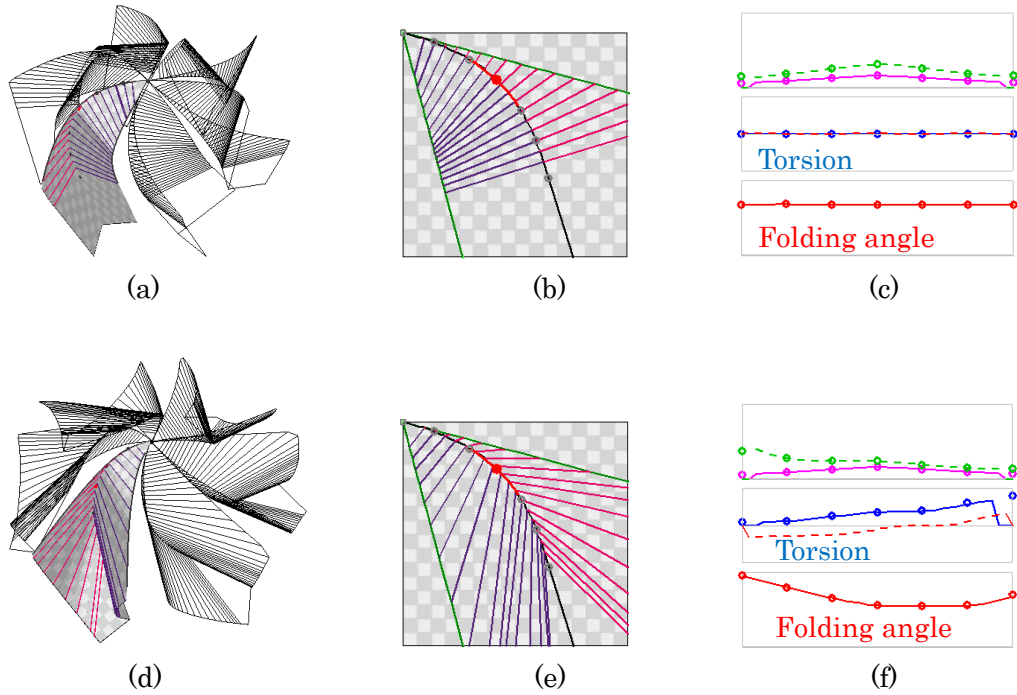 Torsion
Folding angle
(a)
(b)
(c)
Torsion
Folding angle
(d)
(e)
(f)